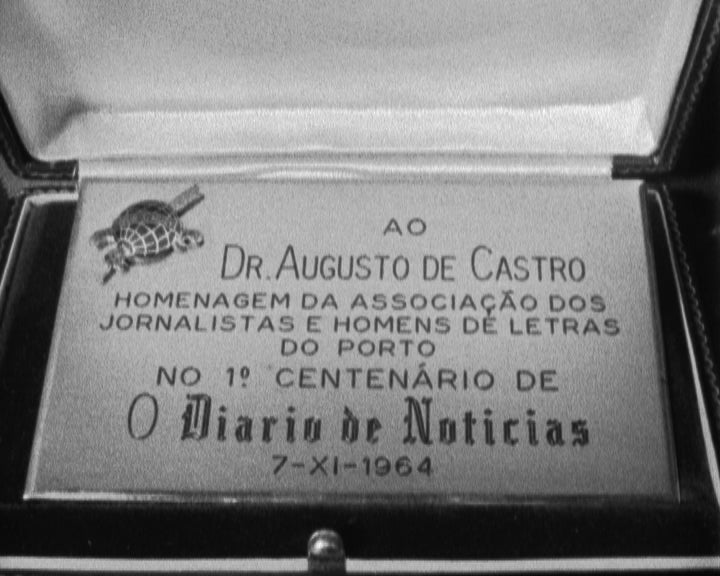 AO
DR. AUGUSTO DE CASTRO
HOMENAGEM DA ASSOCIAÇÃO DOS
JORNALISTAS E HOMENS DE LETRAS
DO PORTO
NO 1º CENTENÁRIO DE
O Diario de Noticias
7-XI-1964